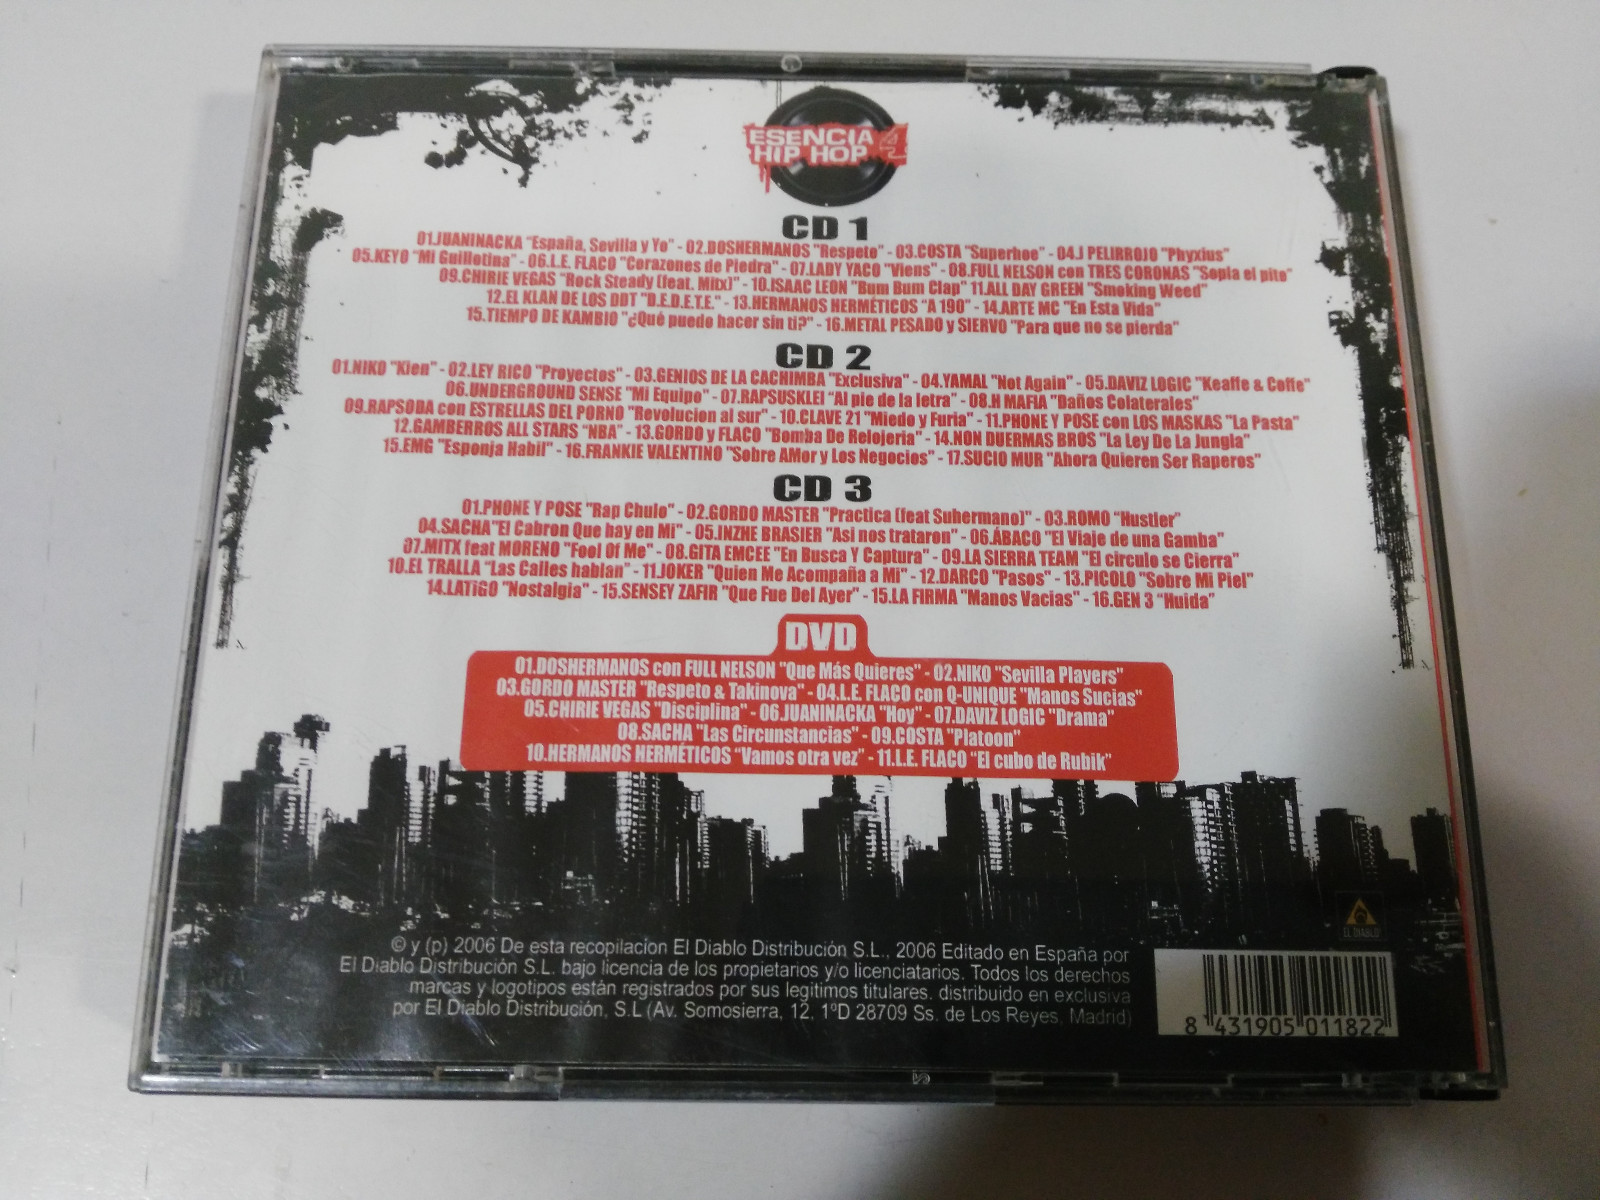 ESENCIA 4
HIP HOP
CD 1
01.JUANINACKA "España, Sevilla y Yo" - 02.DOSHERMANOS "Respeto" - 03.COSTA "Superhoe" - 04.J PELIRROJO "Phyxius"
05.KEYO "Mi Guillotina" - 06.L.E. FLACO "Corazones de Piedra" - 07.LADY YACO "Viens" - 08.FULL NELSON con TRES CORONAS "Sopla el pito"
09.CHIRIE VEGAS "Rock Steady (feat. Mitx)" - 10.ISAAC LEON "Bum Bum Clap" 11.ALL DAY GREEN "Smoking Weed"
12.EL KLAN DE LOS DDT "D.E.D.E.T.E." - 13.HERMANOS HERMÉTICOS "A 190" - 14.ARTE MC "En Esta Vida"
15.TIEMPO DE KAMBIO "¿Qué puedo hacer sin ti?" - 16.METAL PESADO y SIERVO "Para que no se pierda"
CD 2
01.NIKO "Kien" - 02.LEY RICO "Proyectos" - 03.GENIOS DE LA CACHIMBA "Exclusiva" - 04.YAMAL "Not Again" - 05.DAVIZ LOGIC "Keaffe & Coffe"
06.UNDERGROUND SENSE "Mi Equipo" - 07.RAPSUSKLEI "Al pie de la letra" - 08.H MAFIA "Daños Colaterales"
09.RAPSODA con ESTRELLAS DEL PORNO "Revolucion al sur" - 10.CLAVE 21 "Miedo y Furia" - 11.PHONE Y POSE con LOS MASKAS "La Pasta"
12.GAMBERROS ALL STARS "NBA" - 13.GORDO y FLACO "Bomba De Relojeria" - 14.NON DUERMAS BROS "La Ley De La Jungla"
15.EMG "Esponja Habil" - 16.FRANKIE VALENTINO "Sobre AMor y Los Negocios" - 17.SUCIO MUR "Ahora Quieren Ser Raperos"
CD 3
01.PHONE Y POSE "Rap Chulo" - 02.GORDO MASTER "Practica (feat Suhermano)" - 03.ROMO "Hustler"
04.SACHA"El Cabron Que hay en Mi" - 05.INZHE BRASIER "Asi nos trataron" - 06.ÁBACO "El Viaje de una Gamba"
07.MITX feat MORENO "Fool Of Me" - 08.GITA EMCEE "En Busca Y Captura" - 09.LA SIERRA TEAM "El circulo se Cierra"
10.EL TRALLA "Las Calles hablan" - 11.JOKER "Quien Me Acompaña a Mi" - 12.DARCO "Pasos" - 13.PICOLO "Sobre Mi Piel"
14.LATiGO "Nostalgia" - 15.SENSEY ZAFIR "Que Fue Del Ayer" - 15.LA FIRMA "Manos Vacias" - 16.GEN 3 "Huida"
DVD
01.DOSHERMANOS con FULL NELSON "Que Más Quieres" - 02.NIKO "Sevilla Players"
03.GORDO MASTER "Respeto & Takinova" - 04.L.E. FLACO con Q-UNIQUE "Manos Sucias"
05.CHIRIE VEGAS "Disciplina" - 06.JUANINACKA "Hoy" - 07.DAVIZ LOGIC "Drama"
08.SACHA "Las Circunstancias" - 09.COSTA "Platoon"
10.HERMANOS HERMÉTICOS "Vamos otra vez" - 11.L.E. FLACO "El cubo de Rubik"
EL DIABLO
© y (p) 2006 De esta recopilacion El Diablo Distribución S.L., 2006 Editado en España por
El Diablo Distribución S.L. bajo licencia de los propietarios y/o licenciatarios. Todos los derechos
marcas y logotipos están registrados por sus legitimos titulares. distribuido en exclusiva
por El Diablo Distribución, S.L (Av. Somosierra, 12, 1ºD 28709 Ss. de Los Reyes, Madrid)
8 431905 011822